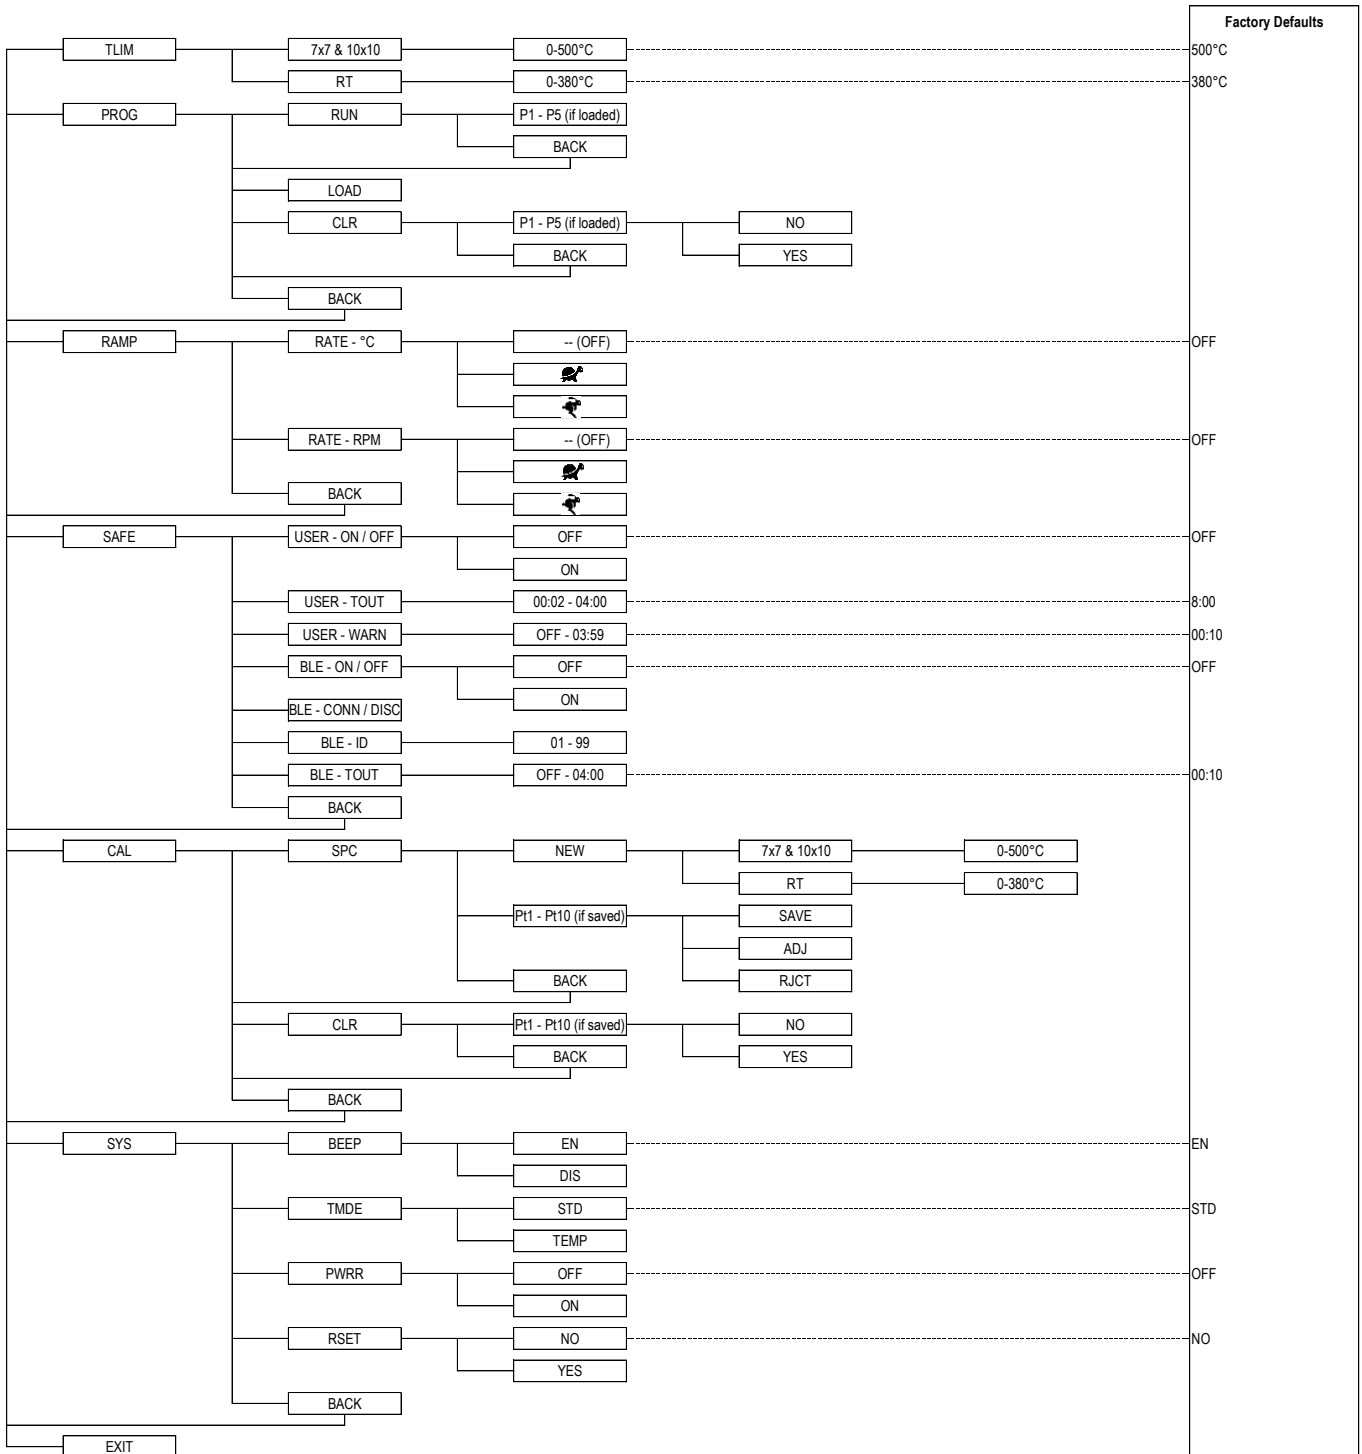 Factory Defaults
TLIM 7x7 & 10x10 0-500°C 500°C
RT 0-380°C 380°C
PROG RUN P1 - P5 (if loaded)
BACK
LOAD
CLR P1 - P5 (if loaded) NO
BACK YES
BACK
RAMP RATE - °C -- (OFF) OFF
RATE - RPM -- (OFF) OFF
BACK
SAFE USER - ON / OFF OFF OFF
ON
USER - TOUT 00:02 - 04:00 8:00
USER - WARN OFF - 03:59 00:10
BLE - ON / OFF OFF OFF
ON
BLE - CONN / DISC
BLE - ID 01 - 99
BLE - TOUT OFF - 04:00 00:10
BACK
CAL SPC NEW 7x7 & 10x10 0-500°C
RT 0-380°C
Pt1 - Pt10 (if saved) SAVE
ADJ
BACK RJCT
CLR Pt1 - Pt10 (if saved) NO
BACK YES
BACK
SYS BEEP EN EN
DIS
TMDE STD STD
TEMP
PWRR OFF OFF
ON
RSET NO NO
YES
BACK
EXIT